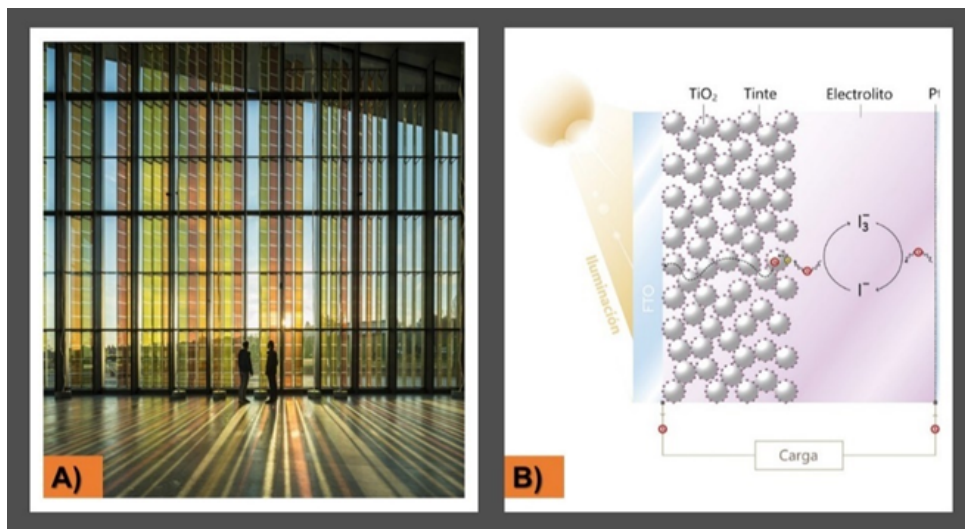 A)
TiO₂ Tinte Electrolito Pt
Iluminación
FTO
I₃⁻
I⁻
Carga
B)